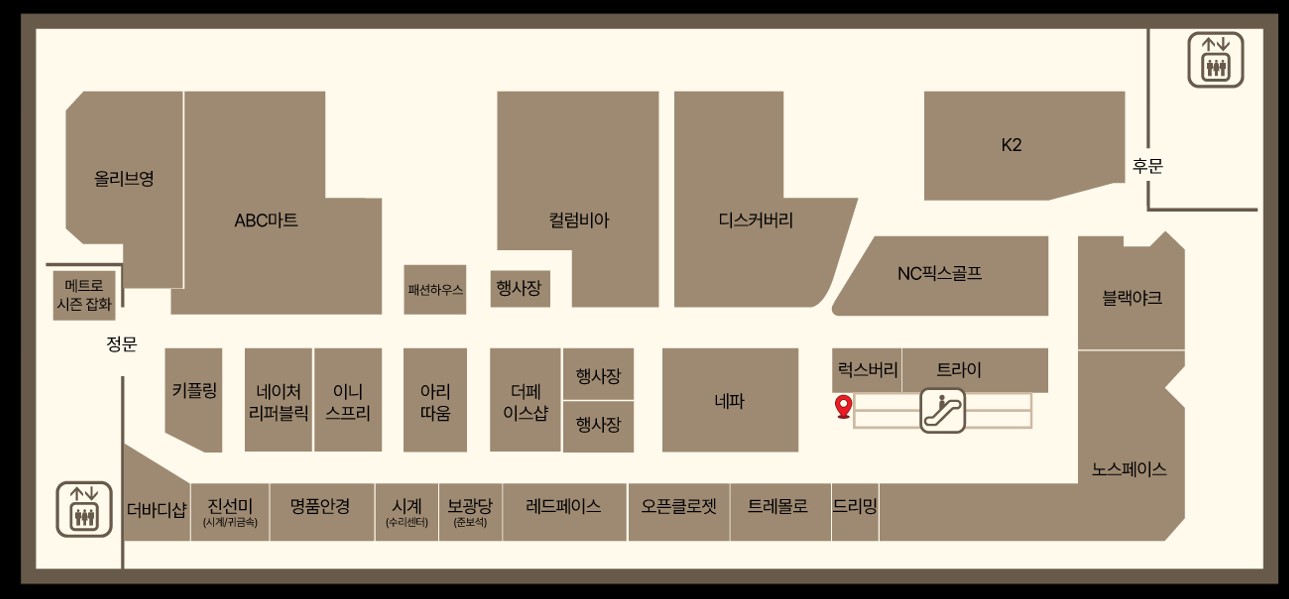 올리브영
ABC마트
컬럼비아
디스커버리
K2
후문
NC픽스골프
블랙야크
메트로
시즌 잡화
패션하우스
행사장
정문
키플링
네이처
리퍼블릭
이니
스프리
아리
따움
더페
이스샵
행사장
행사장
네파
럭스버리
트라이
노스페이스
더바디샵
진선미
(시계/귀금속)
명품안경
시계
(수리센터)
보광당
(준보석)
레드페이스
오픈클로젯
트레몰로
드리밍